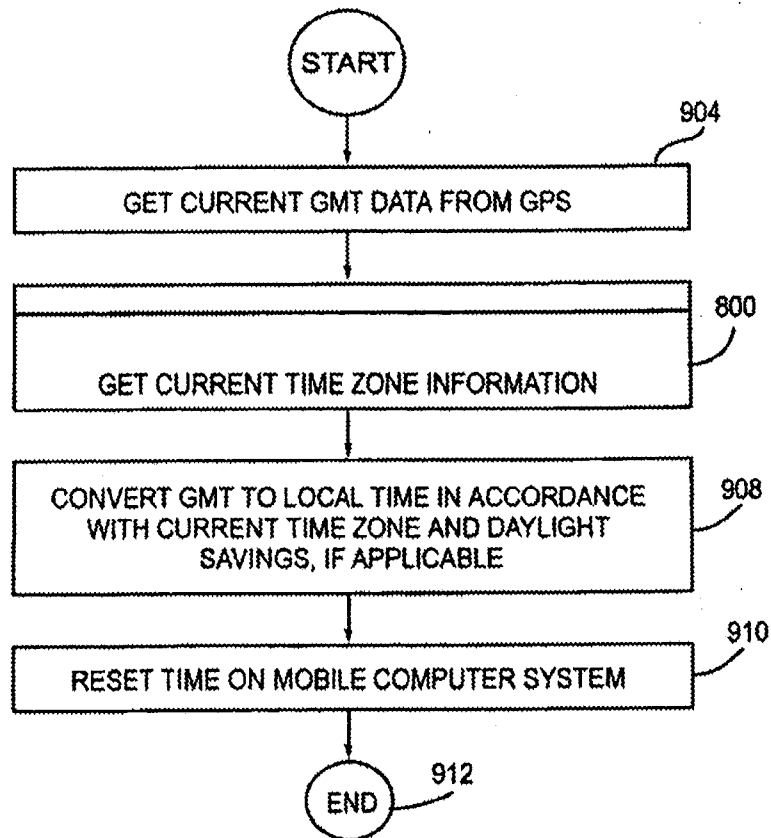 START
904
GET CURRENT GMT DATA FROM GPS
800
GET CURRENT TIME ZONE INFORMATION
CONVERT GMT TO LOCAL TIME IN ACCORDANCE
WITH CURRENT TIME ZONE AND DAYLIGHT
SAVINGS, IF APPLICABLE
908
910
RESET TIME ON MOBILE COMPUTER SYSTEM
912
END